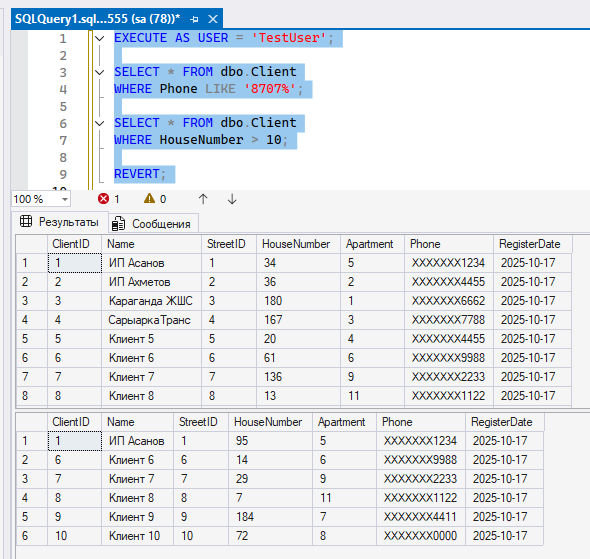 SQLQuery1.sql...555 (sa (78))*
1 EXECUTE AS USER = 'TestUser';
2
3 SELECT * FROM dbo.Client
4 WHERE Phone LIKE '8707%';
5
6 SELECT * FROM dbo.Client
7 WHERE HouseNumber > 10;
8
9 REVERT;
100 % 1 0
Результаты Сообщения
ClientID Name StreetID HouseNumber Apartment Phone RegisterDate
1 1 ИП Асанов 1 34 5 XXXXXXX1234 2025-10-17
2 2 ИП Ахметов 2 36 2 XXXXXXX4455 2025-10-17
3 3 Караганда ЖШС 3 180 1 XXXXXXX6662 2025-10-17
4 4 СарыаркаТранс 4 167 3 XXXXXXX7788 2025-10-17
5 5 Клиент 5 5 20 4 XXXXXXX4455 2025-10-17
6 6 Клиент 6 6 61 6 XXXXXXX9988 2025-10-17
7 7 Клиент 7 7 136 9 XXXXXXX2233 2025-10-17
8 8 Клиент 8 8 13 11 XXXXXXX1122 2025-10-17
ClientID Name StreetID HouseNumber Apartment Phone RegisterDate
1 1 ИП Асанов 1 95 5 XXXXXXX1234 2025-10-17
2 6 Клиент 6 6 14 6 XXXXXXX9988 2025-10-17
3 7 Клиент 7 7 29 9 XXXXXXX2233 2025-10-17
4 8 Клиент 8 8 7 11 XXXXXXX1122 2025-10-17
5 9 Клиент 9 9 184 7 XXXXXXX4411 2025-10-17
6 10 Клиент 10 10 72 8 XXXXXXX0000 2025-10-17